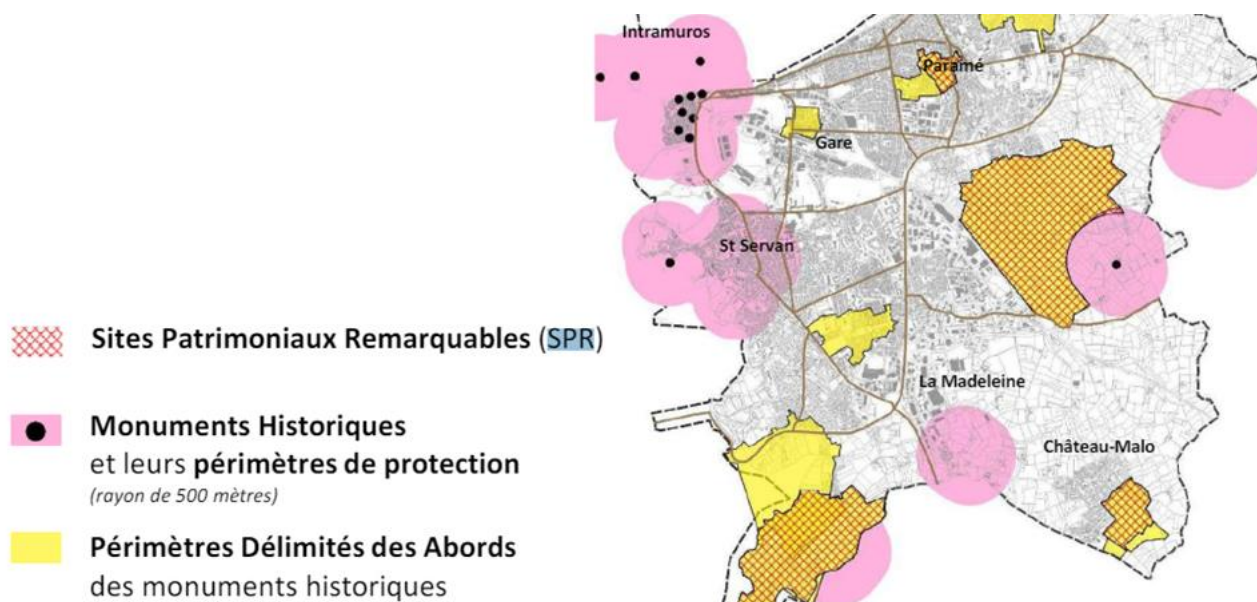 Intramuros
Paramé
Gare
St Servan
La Madeleine
Château-Malo
Sites Patrimoniaux Remarquables (SPR)
Monuments Historiques
et leurs périmètres de protection
(rayon de 500 mètres)
Périmètres Délimités des Abords
des monuments historiques